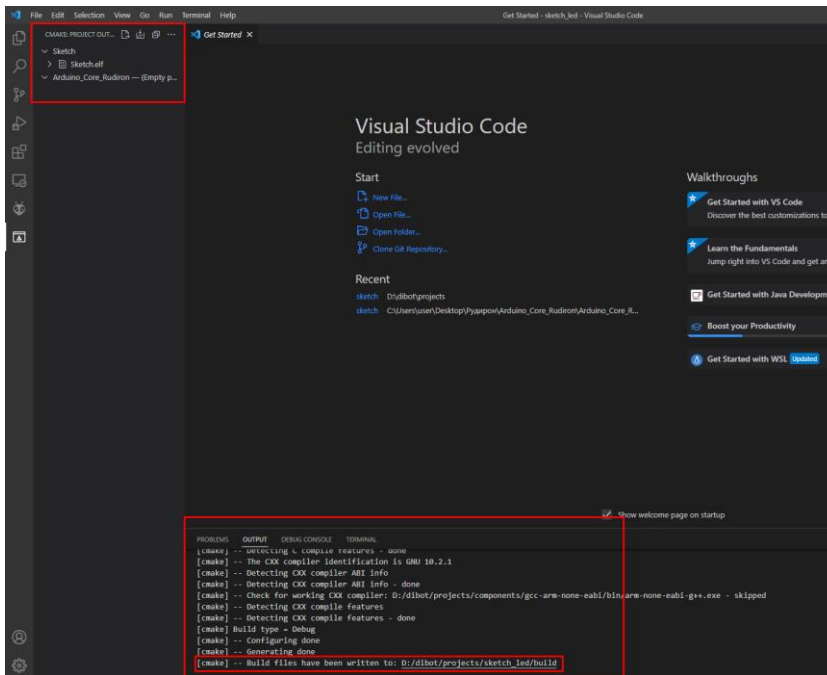 File Edit Selection View Go Run Terminal Help
Get Started - sketch_led - Visual Studio Code
CMAKE: PROJECT OUT...
Get Started
Sketch
Sketch.elf
Arduino_Core_Rudiron — (Empty p...
Visual Studio Code
Editing evolved
Start
New File...
Open File...
Open Folder...
Clone Git Repository...
Recent
sketch D:\dibot\projects
sketch C:\Users\user\Desktop\Рудирон\Arduino_Core_Rudiron\Arduino_Core_R...
Walkthroughs
Get Started with VS Code
Discover the best customizations to
Learn the Fundamentals
Jump right into VS Code and get an
Get Started with Java Developm
Boost your Productivity
Get Started with WSL Updated
Show welcome page on startup
PROBLEMS OUTPUT DEBUG CONSOLE TERMINAL
[cmake] -- Detecting C compile features - done
[cmake] -- The CXX compiler identification is GNU 10.2.1
[cmake] -- Detecting CXX compiler ABI info
[cmake] -- Detecting CXX compiler ABI info - done
[cmake] -- Check for working CXX compiler: D:/dibot/projects/components/gcc-arm-none-eabi/bin/arm-none-eabi-g++.exe - skipped
[cmake] -- Detecting CXX compile features
[cmake] -- Detecting CXX compile features - done
[cmake] Build type = Debug
[cmake] -- Configuring done
[cmake] -- Generating done
[cmake] -- Build files have been written to: D:/dibot/projects/sketch_led/build